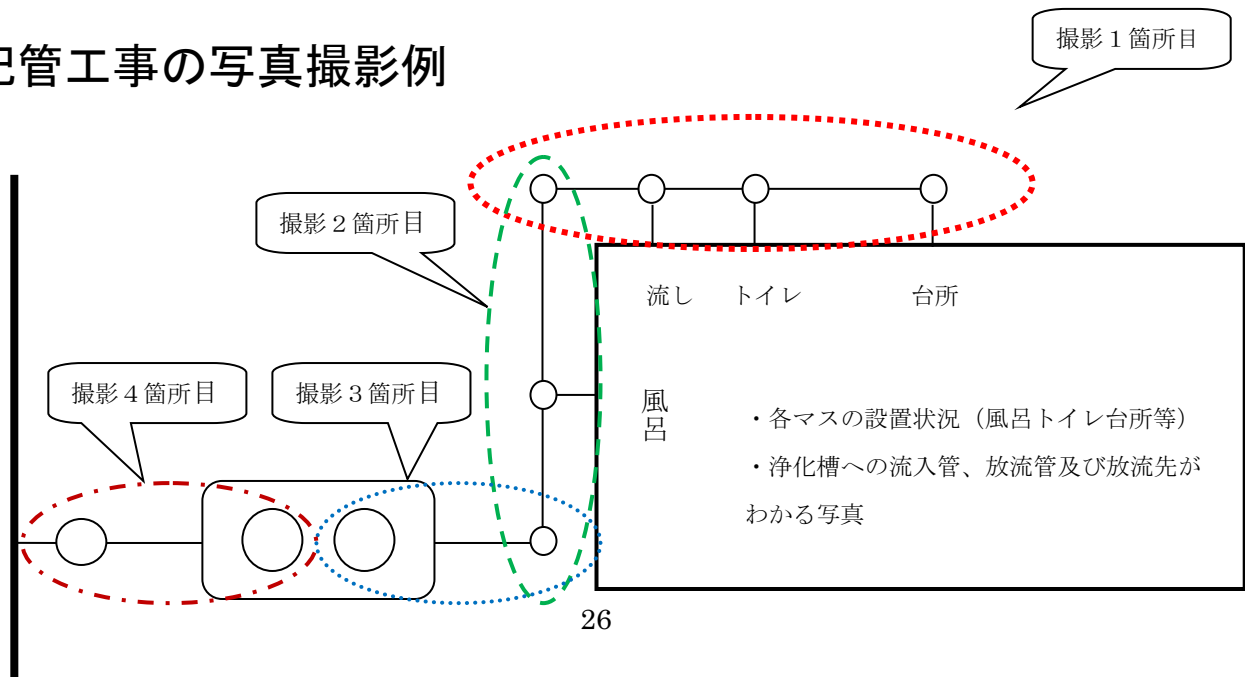 管工事の写真撮影例
撮影1箇所目
撮影2箇所目
流し トイレ 台所
撮影4箇所目
撮影3箇所目
風呂
・各マスの設置状況（風呂トイレ台所等）
・浄化槽への流入管、放流管及び放流先が
わかる写真
26